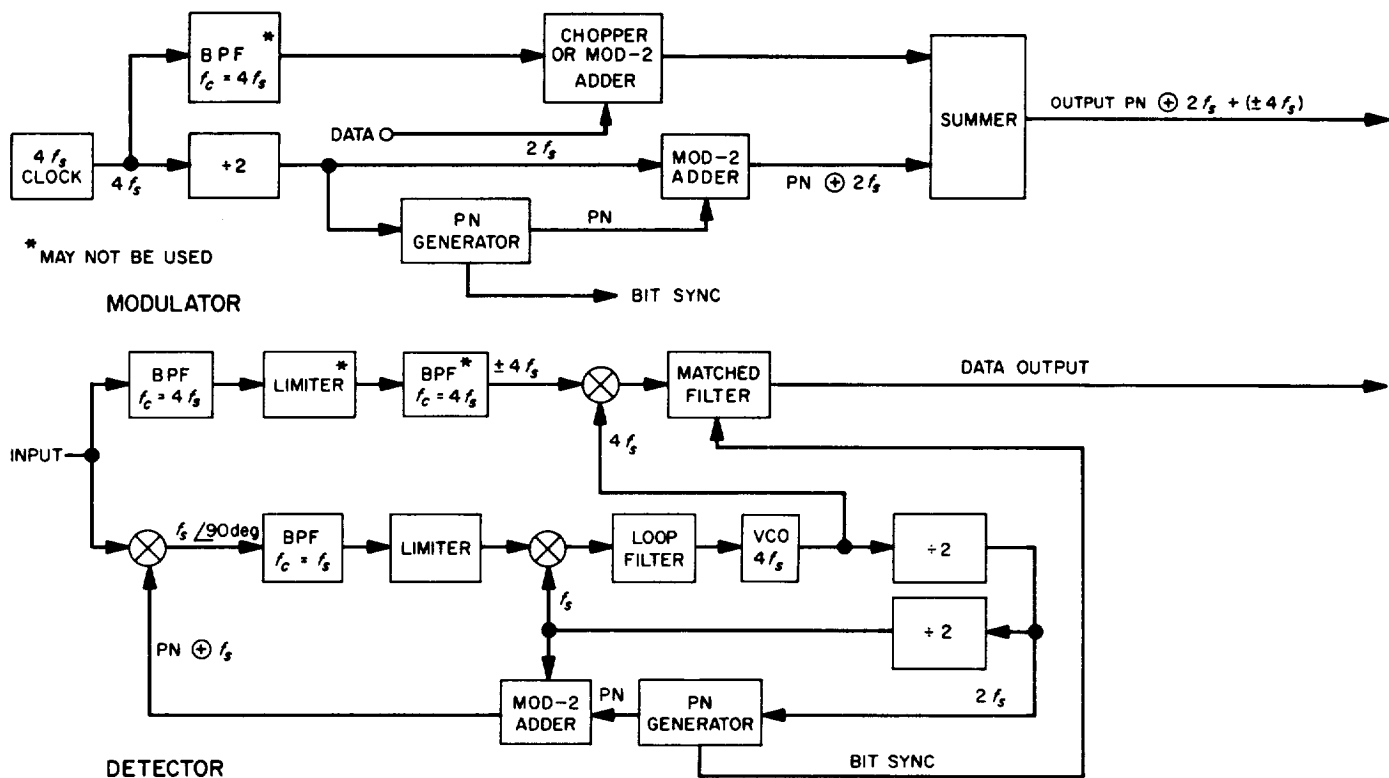 BPF *
f_c = 4f_s
CHOPPER
OR MOD-2
ADDER
SUMMER
OUTPUT PN ⊕ 2f_s + (± 4f_s)
DATA
4f_s
CLOCK
4f_s
÷2
2f_s
MOD-2
ADDER
PN ⊕ 2f_s
PN
GENERATOR
PN
*MAY NOT BE USED
BIT SYNC
MODULATOR
BPF
f_c = 4f_s
LIMITER *
BPF *
f_c = 4f_s
± 4f_s
MATCHED
FILTER
DATA OUTPUT
INPUT
4f_s
f_s ∠90deg
BPF
f_c = f_s
LIMITER
LOOP
FILTER
VCO
4f_s
÷2
f_s
÷2
PN ⊕ f_s
MOD-2
ADDER
PN
PN
GENERATOR
2f_s
BIT SYNC
DETECTOR